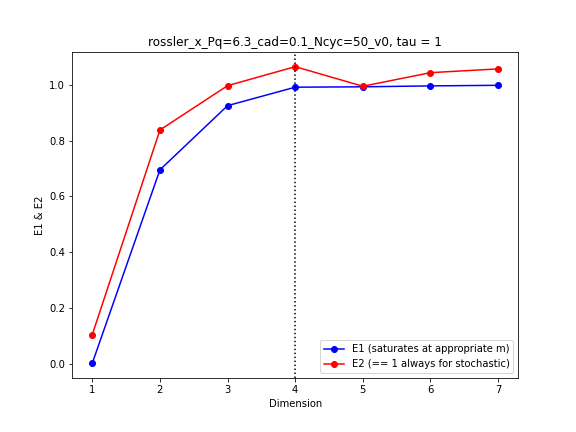 rossler_x_Pq=6.3_cad=0.1_Ncyc=50_v0, tau = 1
1.0
0.8
0.6
0.4
0.2
0.0
E1 & E2
E1 (saturates at appropriate m)
E2 (== 1 always for stochastic)
1 2 3 4 5 6 7
Dimension